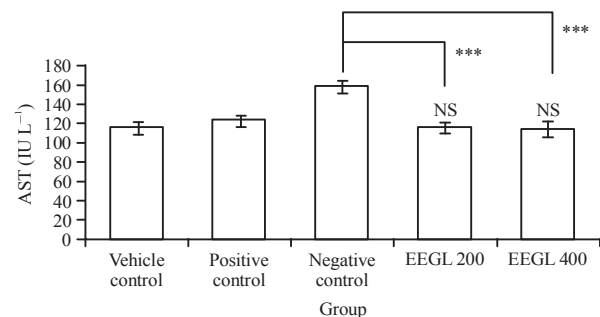 ***
***
180
160
140
120
100
80
60
40
20
0
AST (IU L⁻¹)
NS
NS
Vehicle control
Positive control
Negative control
EEGL 200
EEGL 400
Group